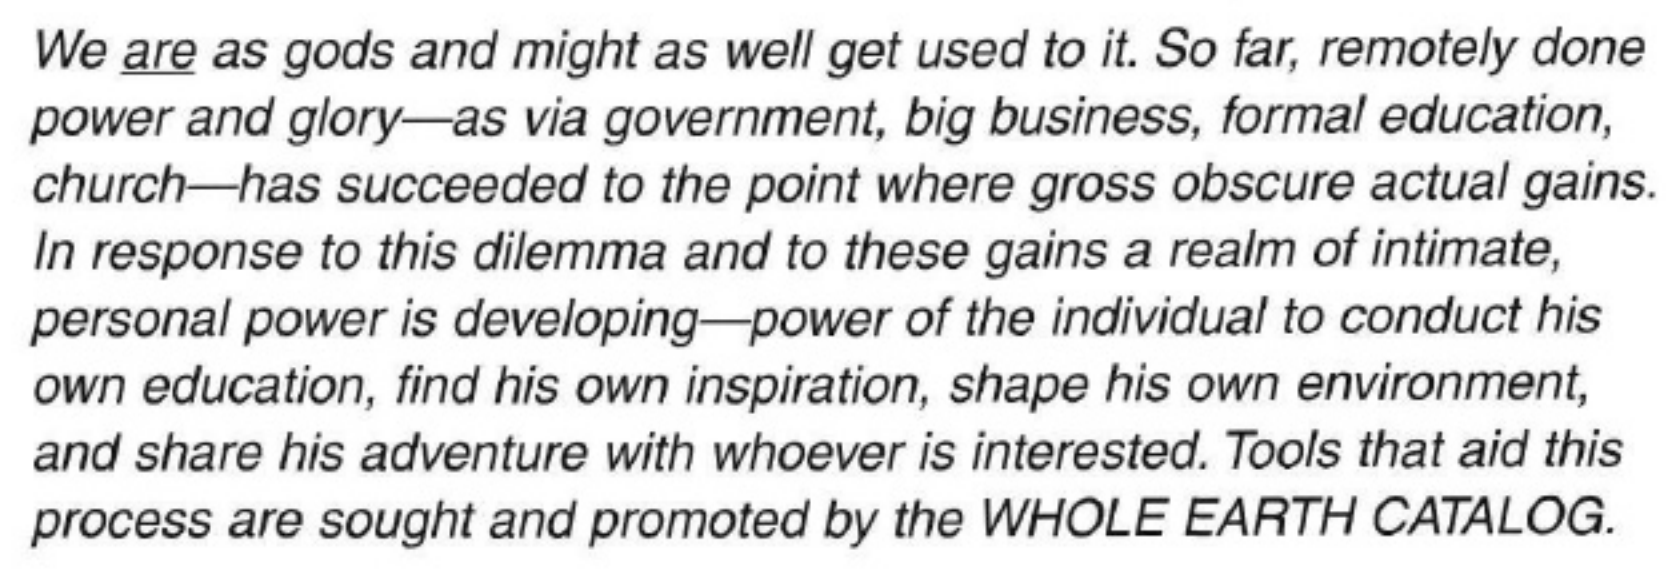 We are as gods and might as well get used to it. So far, remotely done
power and glory—as via government, big business, formal education,
church—has succeeded to the point where gross obscure actual gains.
In response to this dilemma and to these gains a realm of intimate,
personal power is developing—power of the individual to conduct his
own education, find his own inspiration, shape his own environment,
and share his adventure with whoever is interested. Tools that aid this
process are sought and promoted by the WHOLE EARTH CATALOG.